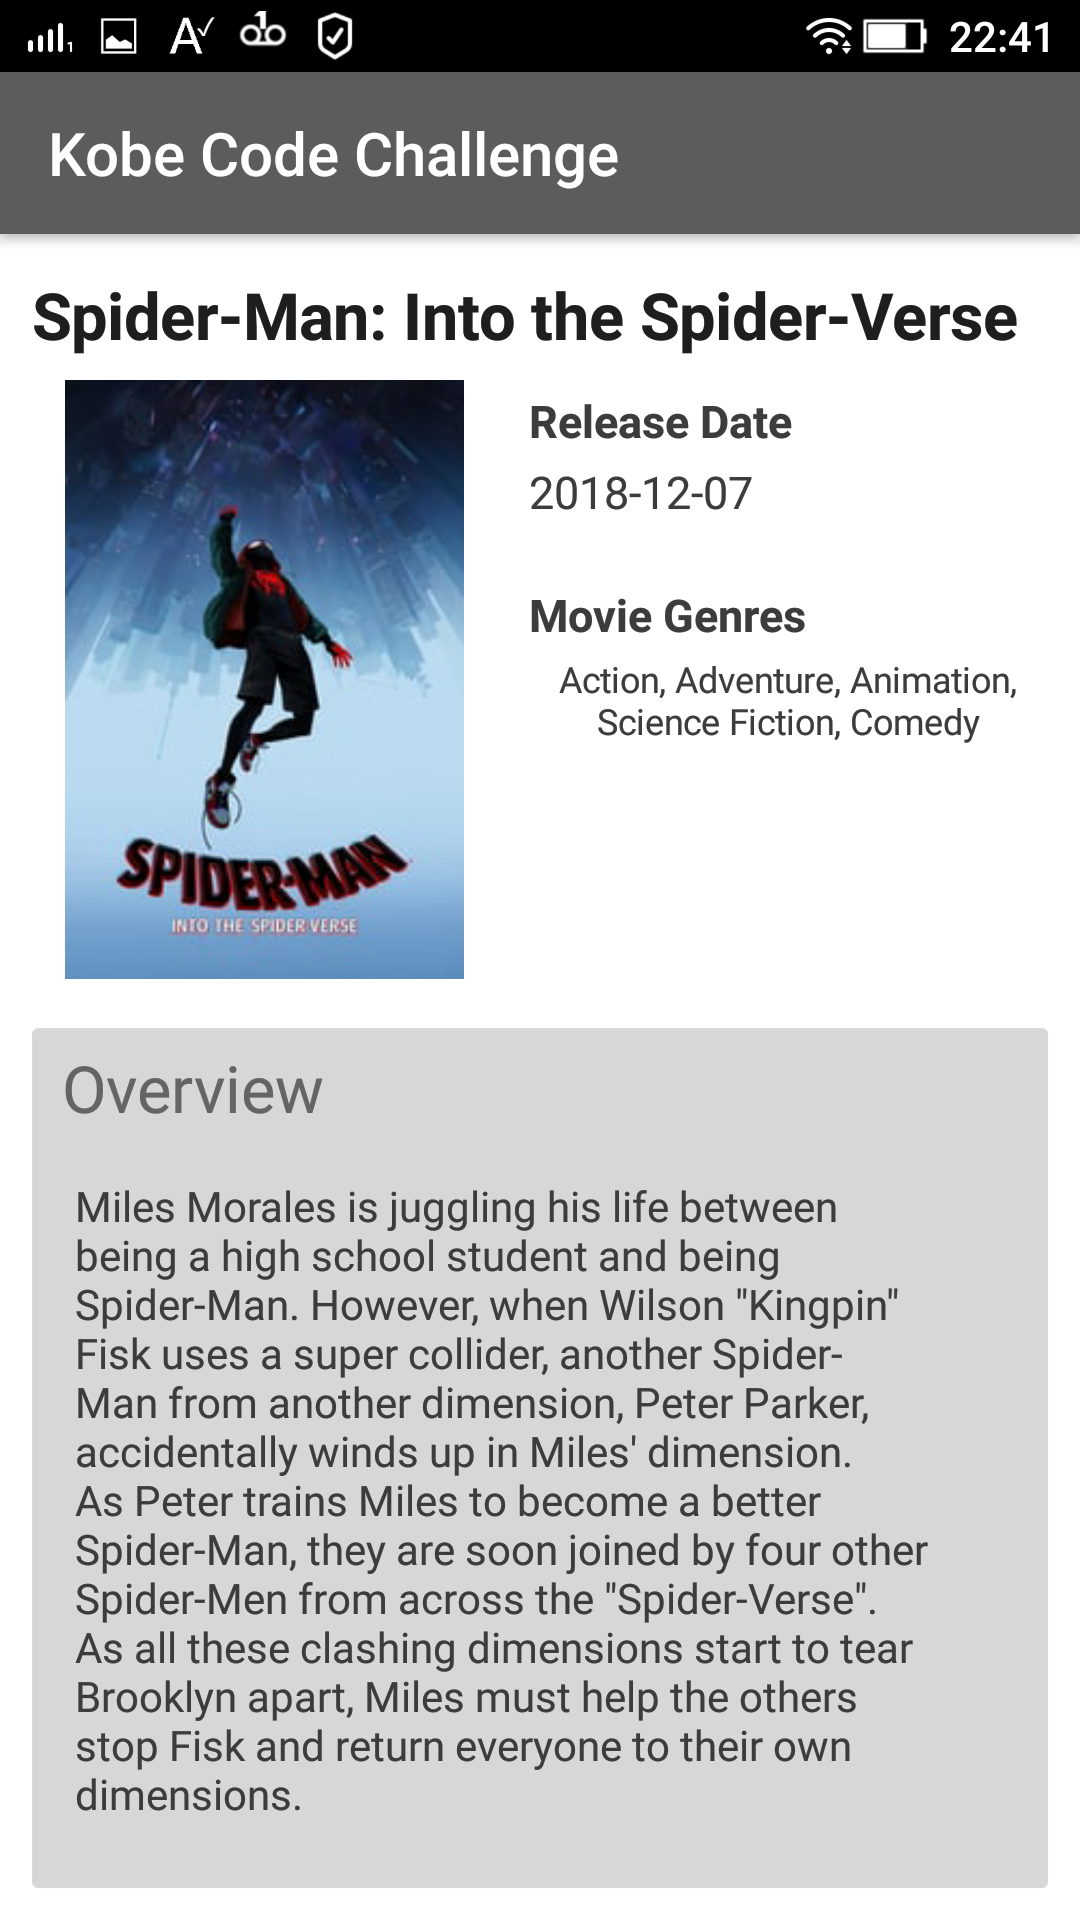 22:41
Kobe Code Challenge
Spider-Man: Into the Spider-Verse
Release Date
2018-12-07
Movie Genres
Action, Adventure, Animation,
Science Fiction, Comedy
SPIDER-MAN
INTO THE SPIDER-VERSE
Overview
Miles Morales is juggling his life between
being a high school student and being
Spider-Man. However, when Wilson "Kingpin"
Fisk uses a super collider, another Spider-
Man from another dimension, Peter Parker,
accidentally winds up in Miles' dimension.
As Peter trains Miles to become a better
Spider-Man, they are soon joined by four other
Spider-Men from across the "Spider-Verse".
As all these clashing dimensions start to tear
Brooklyn apart, Miles must help the others
stop Fisk and return everyone to their own
dimensions.